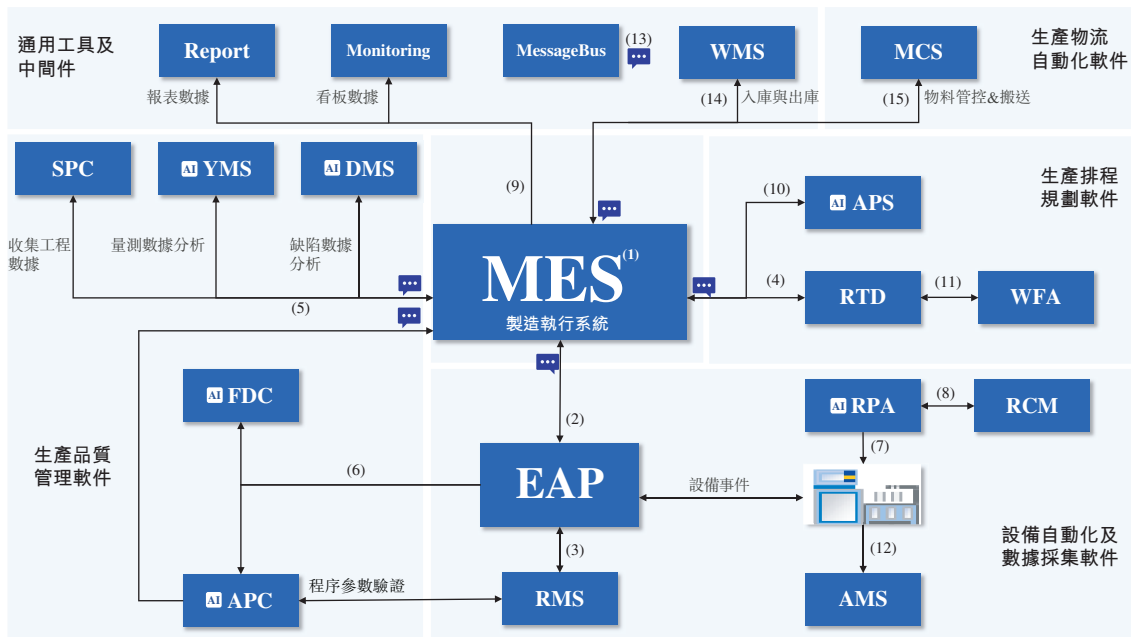 通用工具及
中間件
Report
Monitoring
MessageBus
(13)
WMS
MCS
生產物流
自動化軟件
報表數據
看板數據
(14)
入庫與出庫
(15)
物料管控&搬送
SPC
AI YMS
AI DMS
(9)
(10)
AI APS
生產排程
規劃軟件
收集工程
數據
量測數據分析
缺陷數據
分析
MES(1)
製造執行系統
(5)
(4)
RTD
(11)
WFA
AI FDC
(2)
AI RPA
(8)
RCM
生產品質
管理軟件
(6)
EAP
(7)
設備事件
設備自動化及
數據採集軟件
(3)
(12)
AI APC
程序參數驗證
RMS
AMS